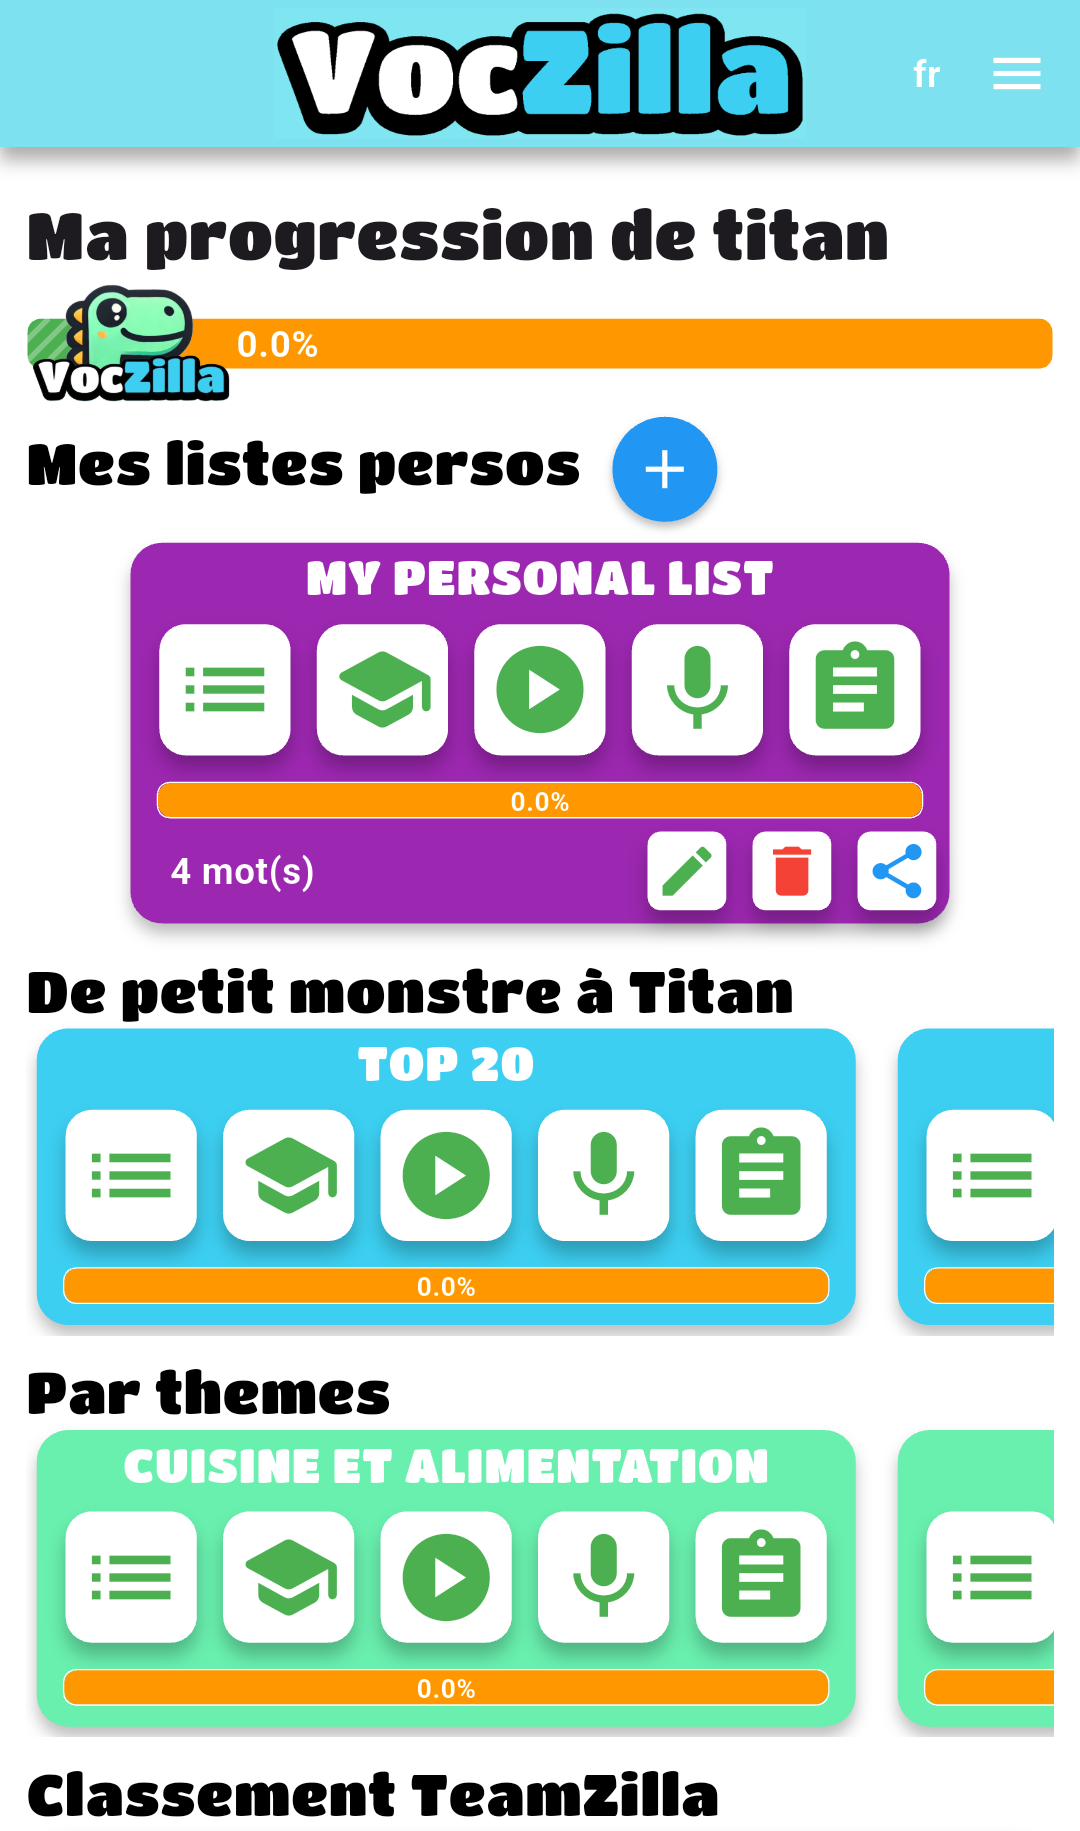 VocZilla
fr
Ma progression de titan
0.0%
VocZilla
Mes listes persos
MY PERSONAL LIST
0.0%
4 mot(s)
De petit monstre à Titan
TOP 20
0.0%
Par themes
CUISINE ET ALIMENTATION
0.0%
Classement TeamZilla